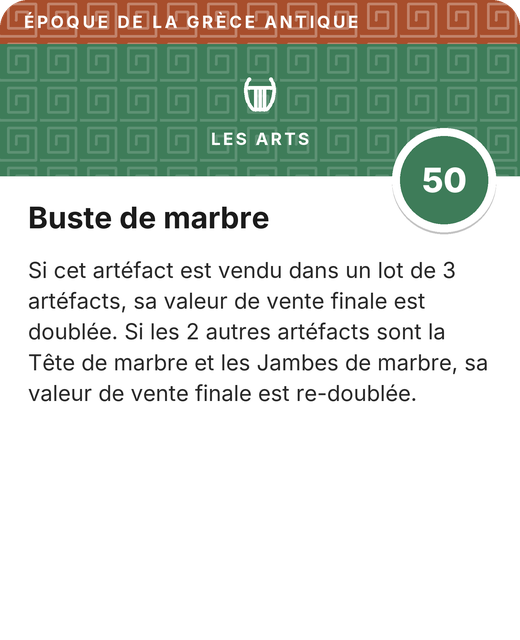 ÉPOQUE DE LA GRÈCE ANTIQUE
LES ARTS
50
Buste de marbre
Si cet artéfact est vendu dans un lot de 3
artéfacts, sa valeur de vente finale est
doublée. Si les 2 autres artéfacts sont la
Tête de marbre et les Jambes de marbre, sa
valeur de vente finale est re-doublée.